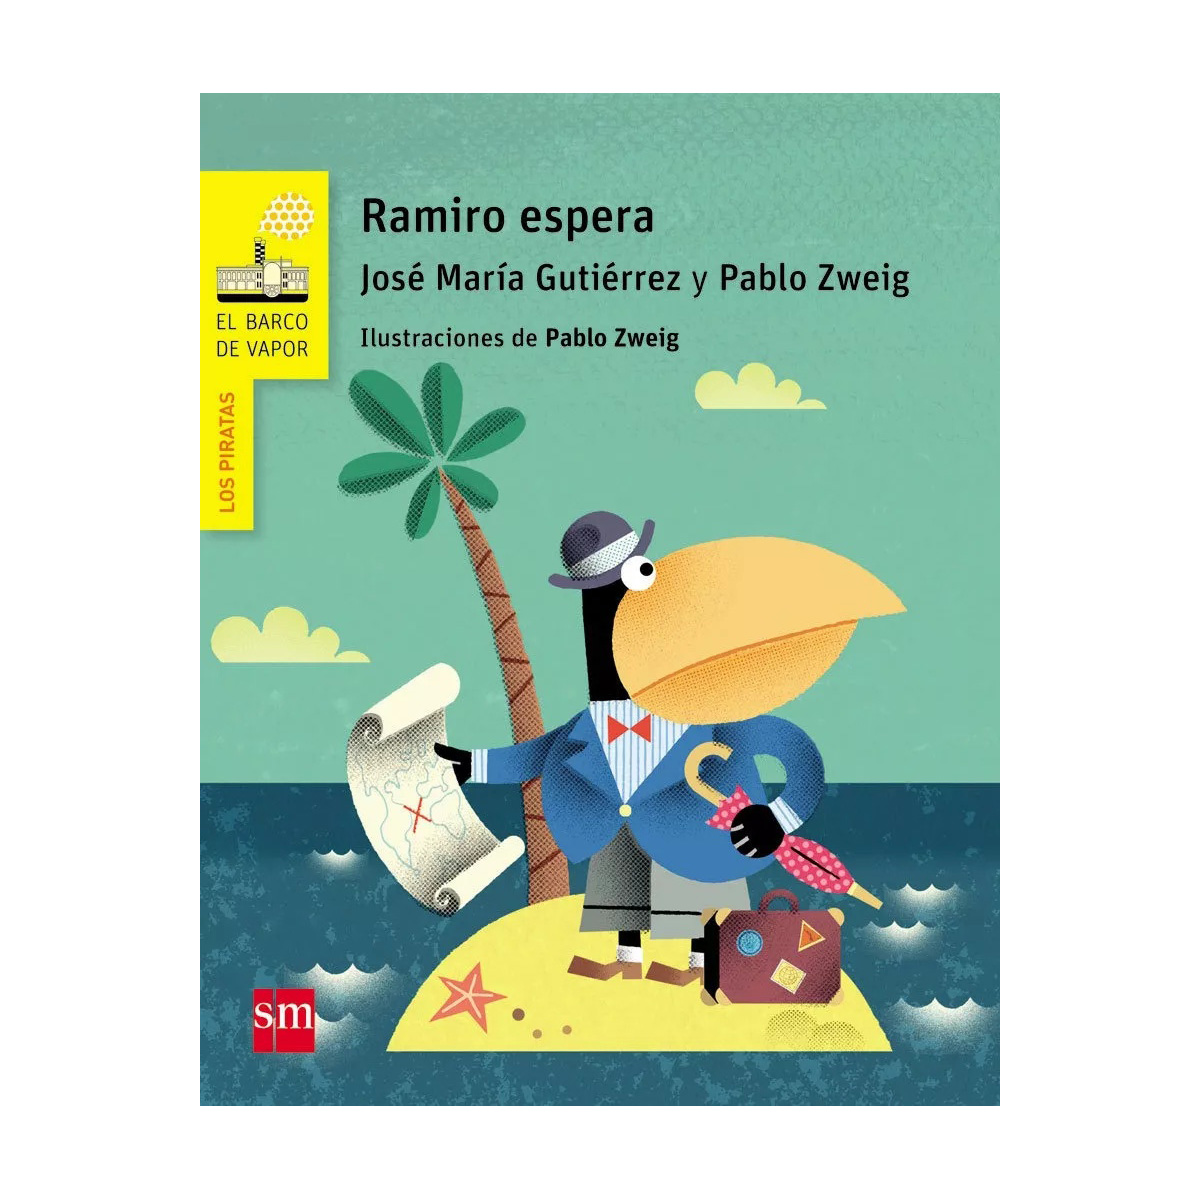 Ramiro espera
José María Gutiérrez y Pablo Zweig
Ilustraciones de Pablo Zweig
EL BARCO
DE VAPOR
LOS PIRATAS
sm